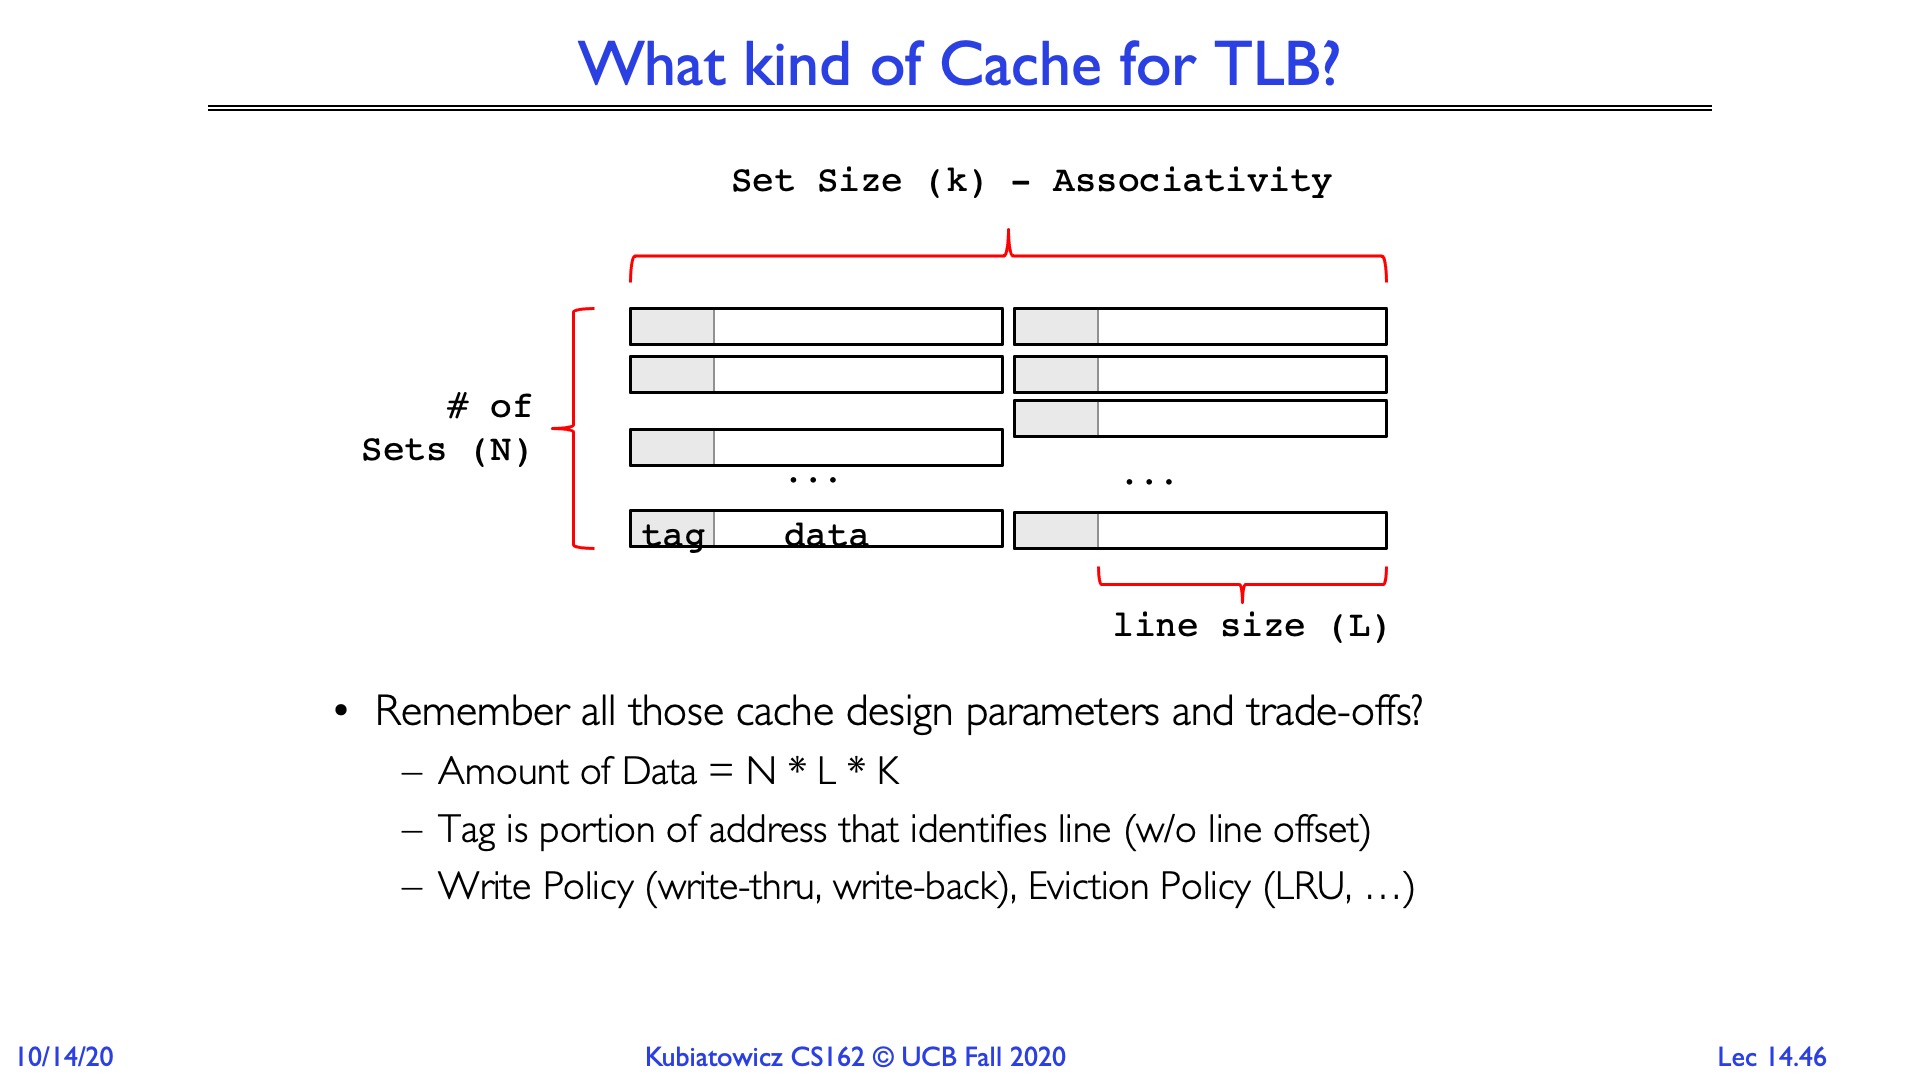 What kind of Cache for TLB?
Set Size (k) – Associativity
# of
Sets (N)
...
...
tag data
line size (L)
• Remember all those cache design parameters and trade-offs?
– Amount of Data = N * L * K
– Tag is portion of address that identifies line (w/o line offset)
– Write Policy (write-thru, write-back), Eviction Policy (LRU, …)
10/14/20
Kubiatowicz CS162 © UCB Fall 2020
Lec 14.46